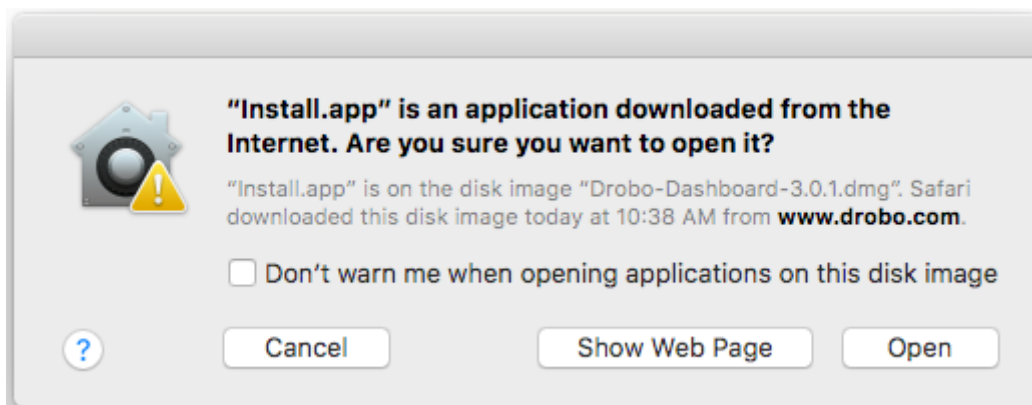 “Install.app” is an application downloaded from the
Internet. Are you sure you want to open it?
“Install.app” is on the disk image “Drobo-Dashboard-3.0.1.dmg”. Safari
downloaded this disk image today at 10:38 AM from www.drobo.com.
Don’t warn me when opening applications on this disk image
? Cancel Show Web Page Open